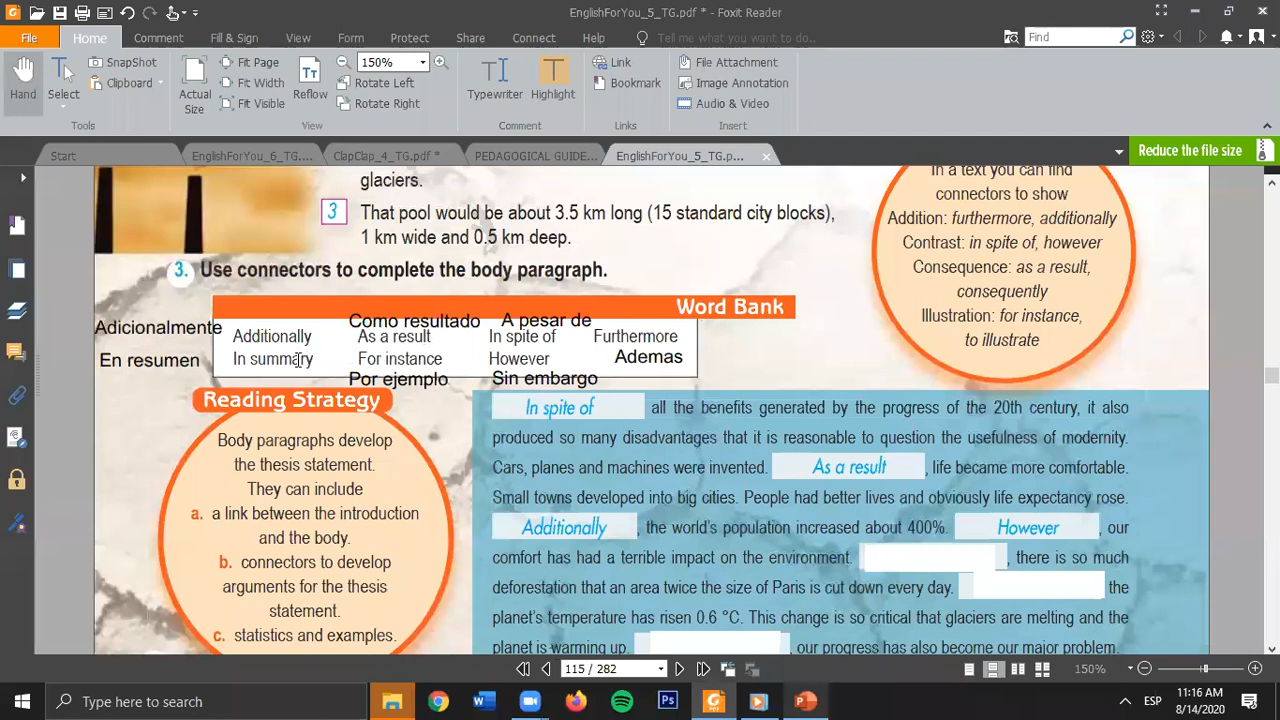 EnglishForYou_5_TG.pdf * - Foxit Reader
File Home Comment Fill & Sign View Form Protect Share Connect Help Tell me what you want to do... Find
Hand
Select
SnapShot
Clipboard
Actual Size
Fit Page
Fit Width
Fit Visible
Reflow
150%
Rotate Left
Rotate Right
Typewriter
Highlight
Link
Bookmark
File Attachment
Image Annotation
Audio & Video
Tools View Comment Links Insert
Start EnglishForYou_6_TG.... ClapClap_4_TG.pdf * PEDAGOGICAL GUIDE... EnglishForYou_5_TG.p... Reduce the file size
glaciers.
3 That pool would be about 3.5 km long (15 standard city blocks),
1 km wide and 0.5 km deep.
In a text you can find
connectors to show
Addition: furthermore, additionally
Contrast: in spite of, however
Consequence: as a result,
consequently
Illustration: for instance,
to illustrate
3. Use connectors to complete the body paragraph.
Word Bank
Adicionalmente Como resultado A pesar de
Additionally As a result In spite of Furthermore
En resumen In summary For instance However Ademas
Por ejemplo Sin embargo
Reading Strategy
Body paragraphs develop
the thesis statement.
They can include
a. a link between the introduction
and the body.
b. connectors to develop
arguments for the thesis
statement.
c. statistics and examples.
In spite of all the benefits generated by the progress of the 20th century, it also
produced so many disadvantages that it is reasonable to question the usefulness of modernity.
Cars, planes and machines were invented. As a result, life became more comfortable.
Small towns developed into big cities. People had better lives and obviously life expectancy rose.
Additionally, the world's population increased about 400%. However, our
comfort has had a terrible impact on the environment. , there is so much
deforestation that an area twice the size of Paris is cut down every day. the
planet's temperature has risen 0.6 °C. This change is so critical that glaciers are melting and the
planet is warming up. , our progress has also become our major problem.
115 / 282 150%
Type here to search ESP 11:16 AM
8/14/2020